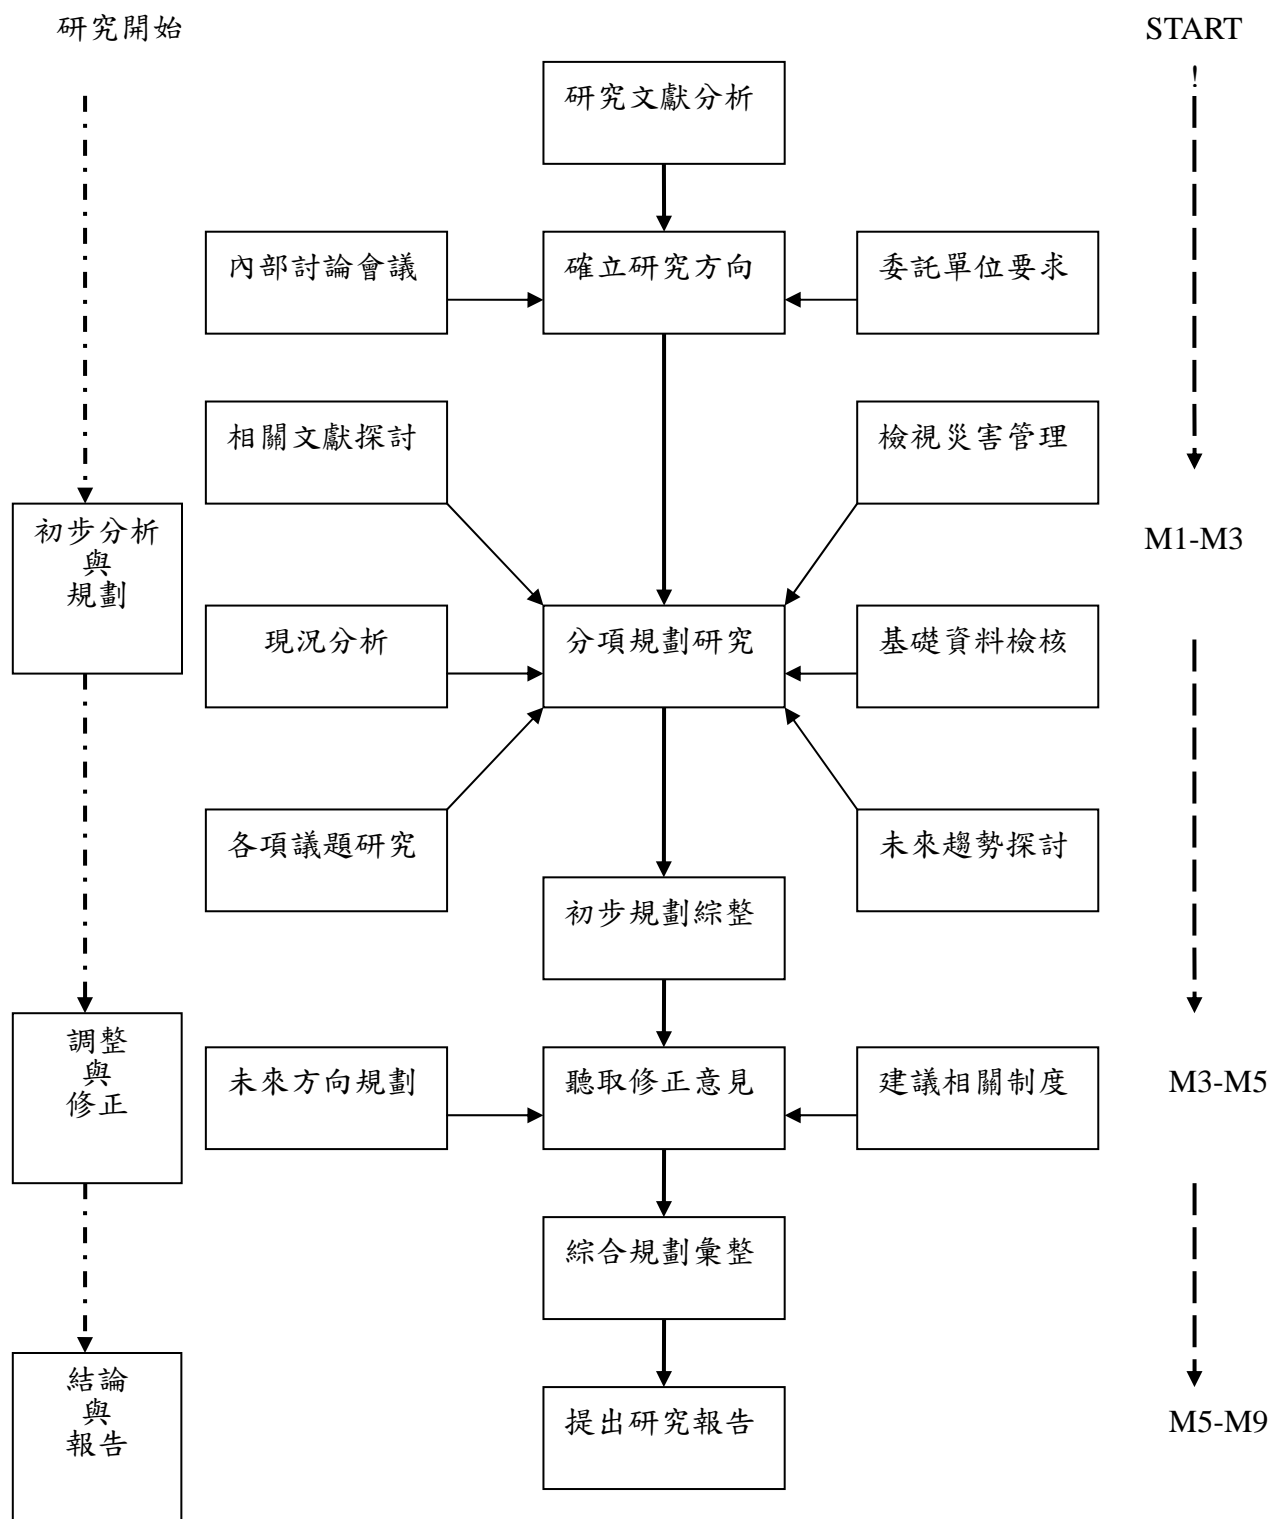 研究開始
START
研究文獻分析
內部討論會議
確立研究方向
委託單位要求
相關文獻探討
檢視災害管理
初步分析
與
規劃
M1-M3
現況分析
分項規劃研究
基礎資料檢核
各項議題研究
未來趨勢探討
初步規劃綜整
調整
與
修正
未來方向規劃
聽取修正意見
建議相關制度
M3-M5
綜合規劃彙整
結論
與
報告
提出研究報告
M5-M9